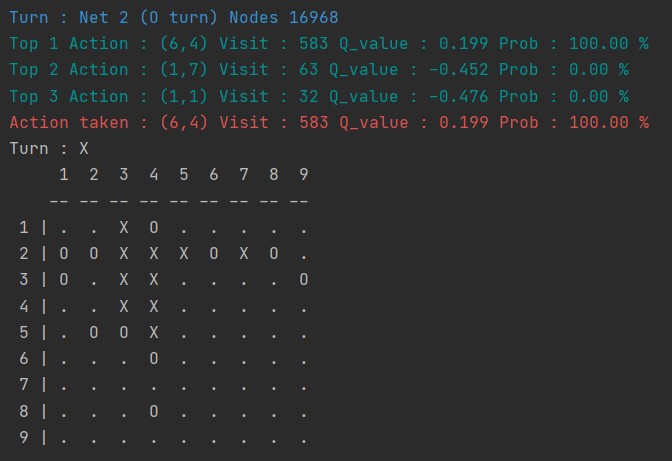 Turn : Net 2 (O turn) Nodes 16968
Top 1 Action : (6,4) Visit : 583 Q_value : 0.199 Prob : 100.00 %
Top 2 Action : (1,7) Visit : 63 Q_value : -0.452 Prob : 0.00 %
Top 3 Action : (1,1) Visit : 32 Q_value : -0.476 Prob : 0.00 %
Action taken : (6,4) Visit : 583 Q_value : 0.199 Prob : 100.00 %
Turn : X
1 2 3 4 5 6 7 8 9
-- -- -- -- -- -- -- -- --
1 | . . X O . . . . .
2 | O O X X X O X O .
3 | O . X X . . . . O
4 | . . X X . . . . .
5 | . O O X . . . . .
6 | . . . O . . . . .
7 | . . . . . . . . .
8 | . . . O . . . . .
9 | . . . . . . . . .